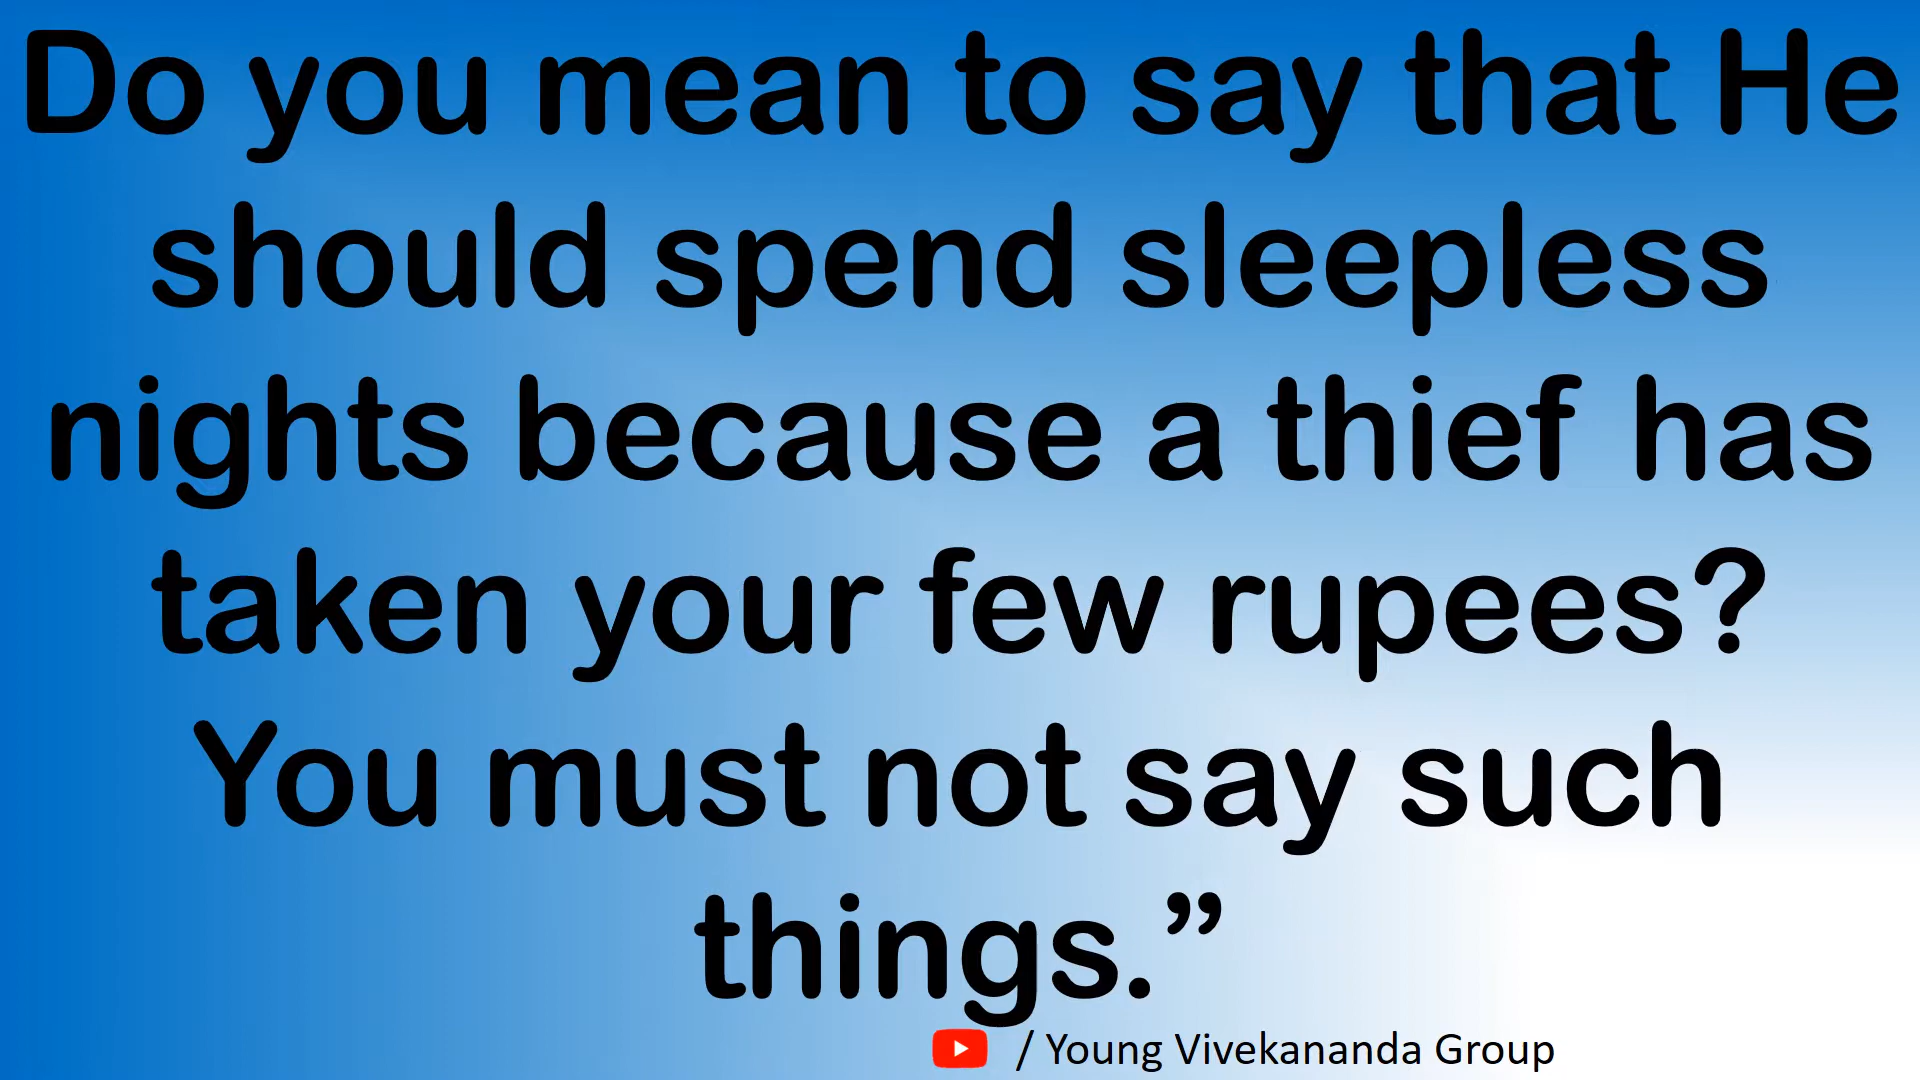 Do you mean to say that He
should spend sleepless
nights because a thief has
taken your few rupees?
You must not say such
things.”
/ Young Vivekananda Group